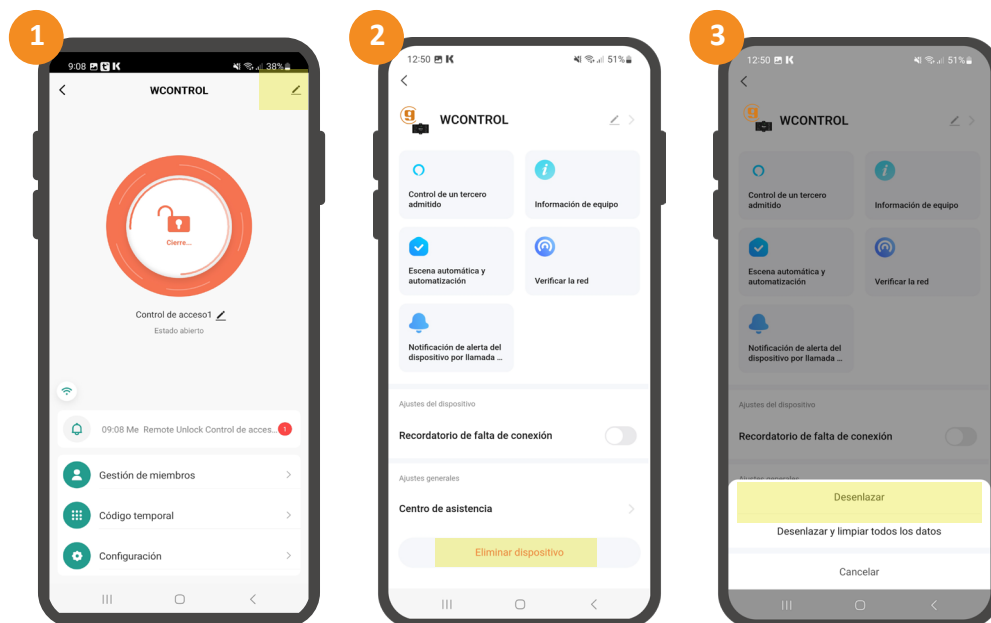 1
9:08 K 38%
WCONTROL
Cierre...
Control de acceso1
Estado abierto
09:08 Me Remote Unlock Control de acces... 1
Gestión de miembros
Código temporal
Configuración
2
12:50 K 51%
g
WCONTROL
Control de un tercero
admitido
Información de equipo
Escena automática y
automatización
Verificar la red
Notificación de alerta del
dispositivo por llamada ...
Ajustes del dispositivo
Recordatorio de falta de conexión
Ajustes generales
Centro de asistencia
Eliminar dispositivo
3
12:50 K 51%
g
WCONTROL
Control de un tercero
admitido
Información de equipo
Escena automática y
automatización
Verificar la red
Notificación de alerta del
dispositivo por llamada ...
Ajustes del dispositivo
Recordatorio de falta de conexión
Ajustes generales
Desenlazar
Desenlazar y limpiar todos los datos
Cancelar